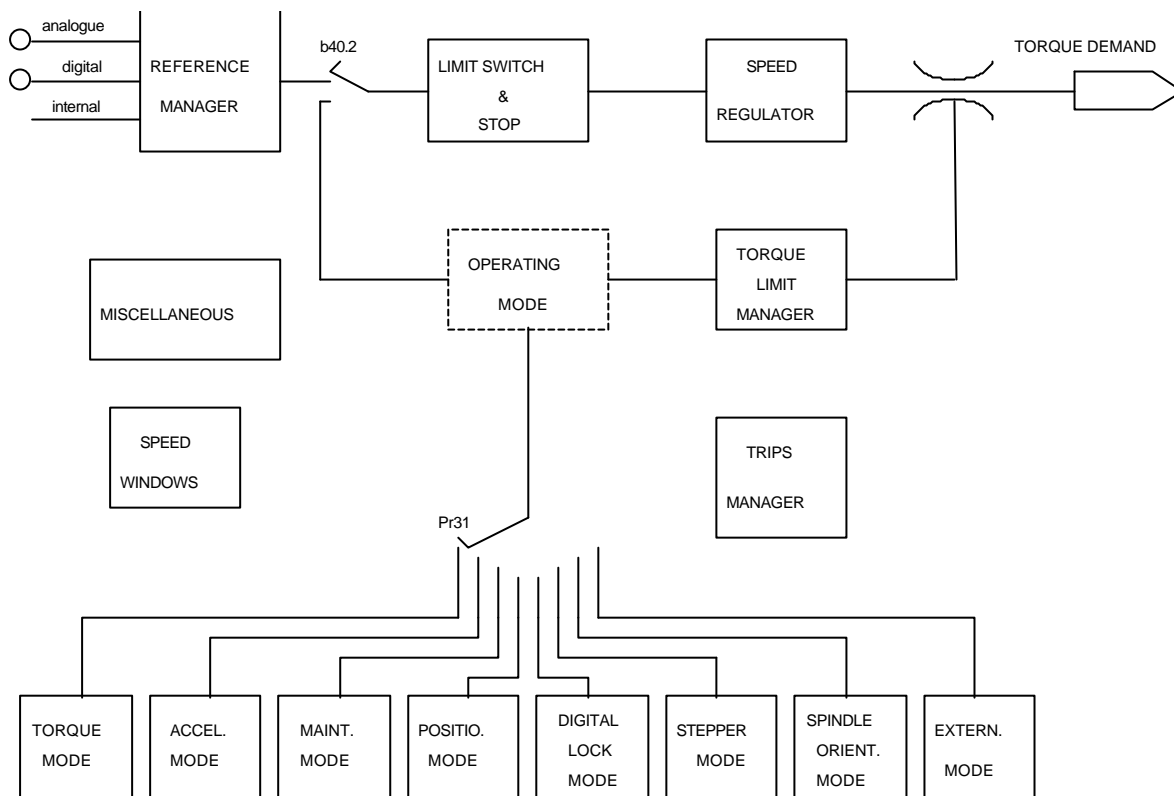 analogue
digital
internal
REFERENCE
MANAGER
b40.2
LIMIT SWITCH
&
STOP
SPEED
REGULATOR
TORQUE DEMAND
OPERATING
MODE
TORQUE
LIMIT
MANAGER
MISCELLANEOUS
SPEED
WINDOWS
TRIPS
MANAGER
Pr31
TORQUE
MODE
ACCEL.
MODE
MAINT.
MODE
POSITIO.
MODE
DIGITAL
LOCK
MODE
STEPPER
MODE
SPINDLE
ORIENT.
MODE
EXTERN.
MODE